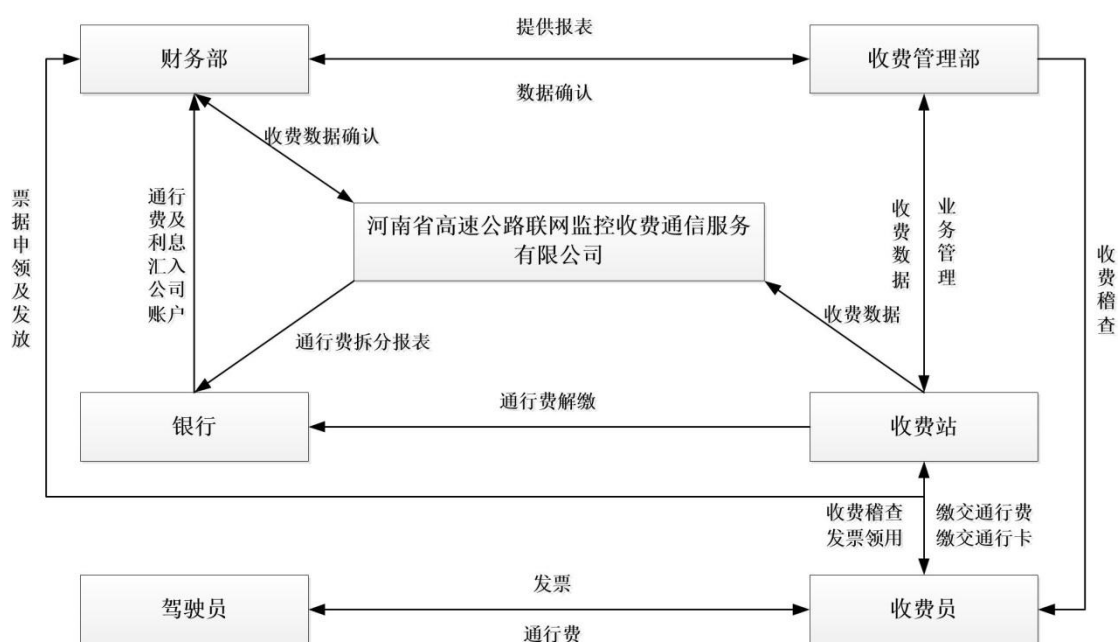 提供报表
财务部
收费管理部
数据确认
收费数据确认
票据申领及发放
通行
费及
利息
汇入
公司
账户
河南省高速公路联网监控收费通信服务
有限公司
收费数据
业务管理
收费稽查
收费数据
通行费拆分报表
通行费解缴
银行
收费站
收费稽查
发票领用
缴交通行费
缴交通行卡
发票
驾驶员
收费员
通行费